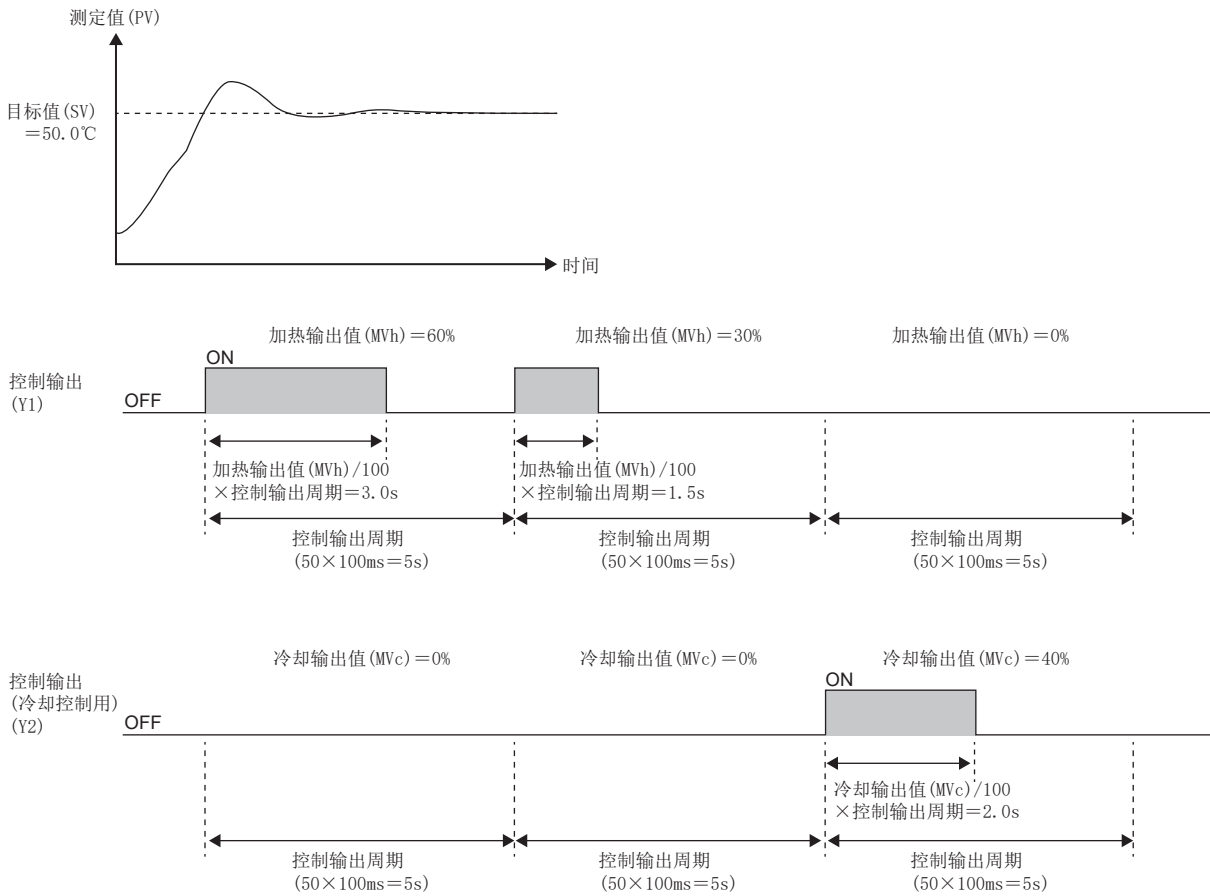 测定值(PV)
目标值(SV)
＝50.0℃
时间
加热输出值(MVh)＝60%
加热输出值(MVh)＝30%
加热输出值(MVh)＝0%
ON
控制输出
(Y1)
OFF
加热输出值(MVh)/100
×控制输出周期＝3.0s
加热输出值(MVh)/100
×控制输出周期＝1.5s
控制输出周期
(50×100ms＝5s)
控制输出周期
(50×100ms＝5s)
控制输出周期
(50×100ms＝5s)
冷却输出值(MVc)＝0%
冷却输出值(MVc)＝0%
冷却输出值(MVc)＝40%
控制输出
(冷却控制用)
(Y2)
OFF
ON
冷却输出值(MVc)/100
×控制输出周期＝2.0s
控制输出周期
(50×100ms＝5s)
控制输出周期
(50×100ms＝5s)
控制输出周期
(50×100ms＝5s)